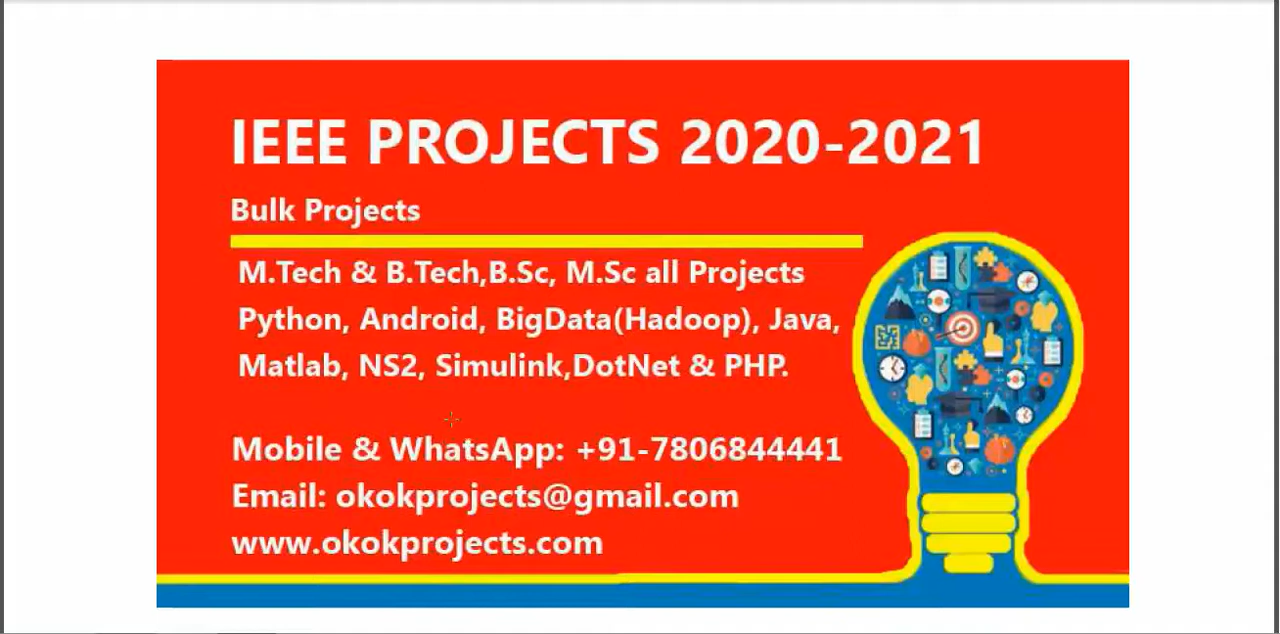 IEEE PROJECTS 2020-2021
Bulk Projects
M.Tech & B.Tech,B.Sc, M.Sc all Projects
Python, Android, BigData(Hadoop), Java,
Matlab, NS2, Simulink,DotNet & PHP.
Mobile & WhatsApp: +91-7806844441
Email: okokprojects@gmail.com
www.okokprojects.com